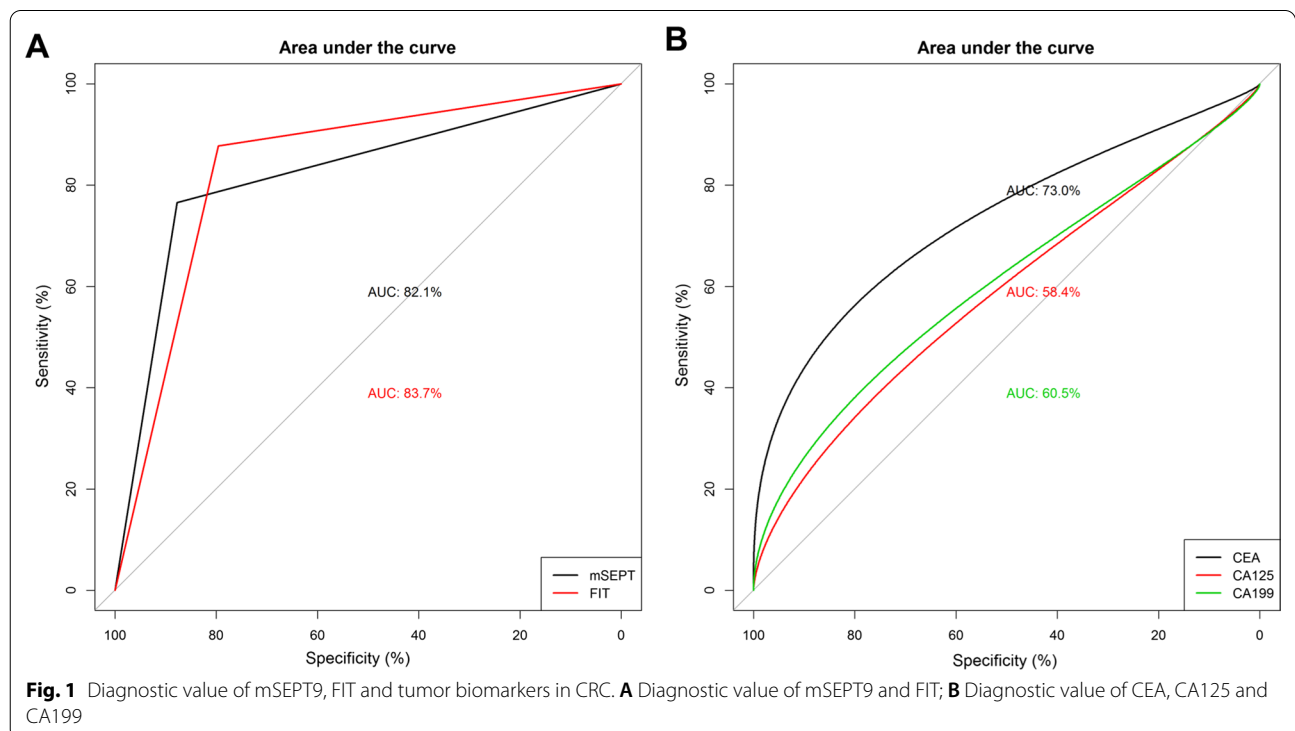 A
Area under the curve
Sensitivity (%)
100
80
60
40
20
0
AUC: 82.1%
AUC: 83.7%
mSEPT
FIT
100 80 60 40 20 0
Specificity (%)
B
Area under the curve
Sensitivity (%)
100
80
60
40
20
0
AUC: 73.0%
AUC: 58.4%
AUC: 60.5%
CEA
CA125
CA199
100 80 60 40 20 0
Specificity (%)
Fig. 1 Diagnostic value of mSEPT9, FIT and tumor biomarkers in CRC. A Diagnostic value of mSEPT9 and FIT; B Diagnostic value of CEA, CA125 and
CA199